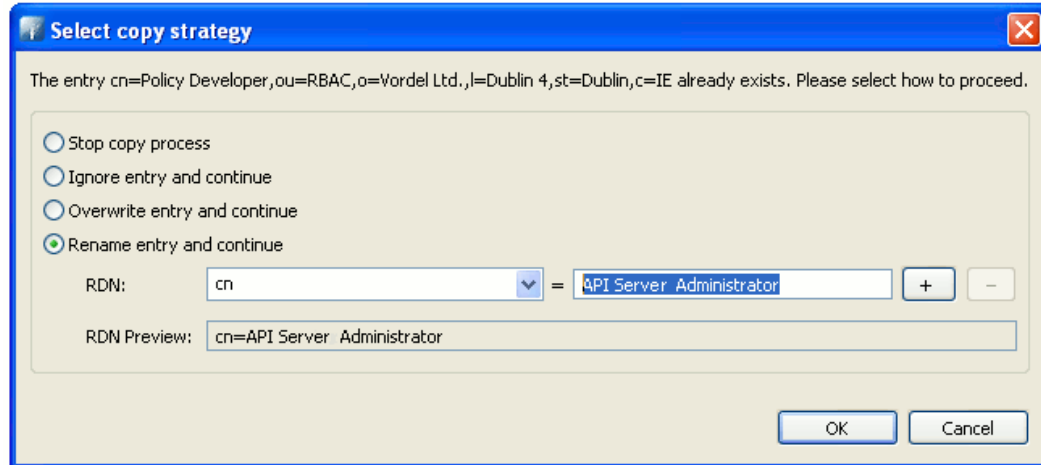 Select copy strategy
The entry cn=Policy Developer,ou=RBAC,o=Vordel Ltd.,l=Dublin 4,st=Dublin,c=IE already exists. Please select how to proceed.
Stop copy process
Ignore entry and continue
Overwrite entry and continue
Rename entry and continue
RDN: cn = API Server  Administrator + −
RDN Preview: cn=API Server  Administrator
OK Cancel